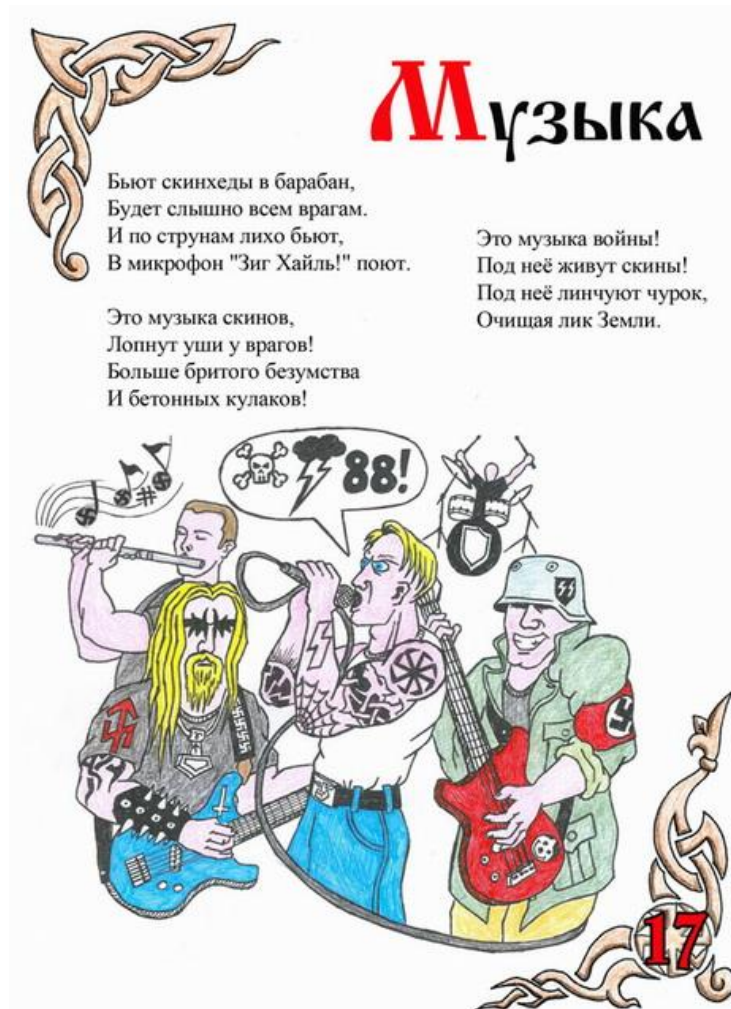 Музыка
Бьют скинхеды в барабан,
Будет слышно всем врагам.
И по струнам лихо бьют,
В микрофон "Зиг Хайль!" поют.
Это музыка скинов,
Лопнут уши у врагов!
Больше бритого безумства
И бетонных кулаков!
Это музыка войны!
Под неё живут скины!
Под неё линчуют чурок,
Очищая лик Земли.
88!
17